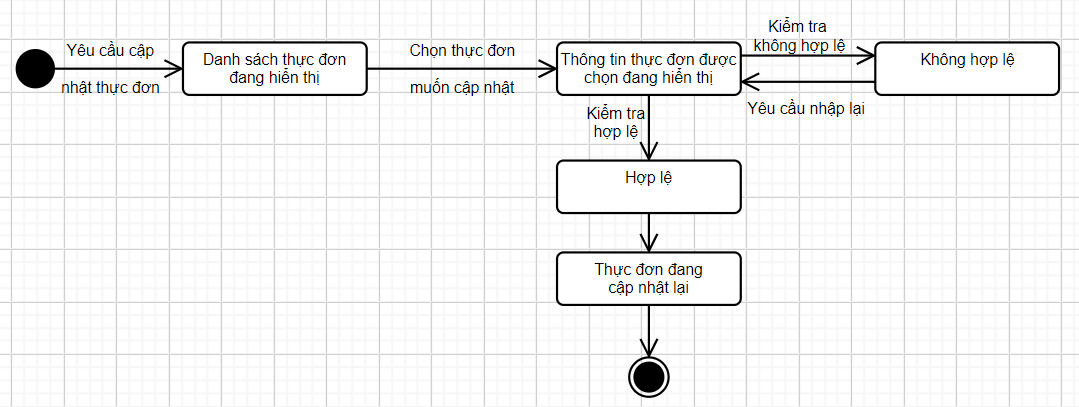 Yêu cầu cập
nhật thực đơn
Danh sách thực đơn
đang hiển thị
Chọn thực đơn
muốn cập nhật
Thông tin thực đơn được
chọn đang hiển thị
Kiểm tra
không hợp lệ
Không hợp lệ
Yêu cầu nhập lại
Kiểm tra
hợp lệ
Hợp lệ
Thực đơn đang
cập nhật lại